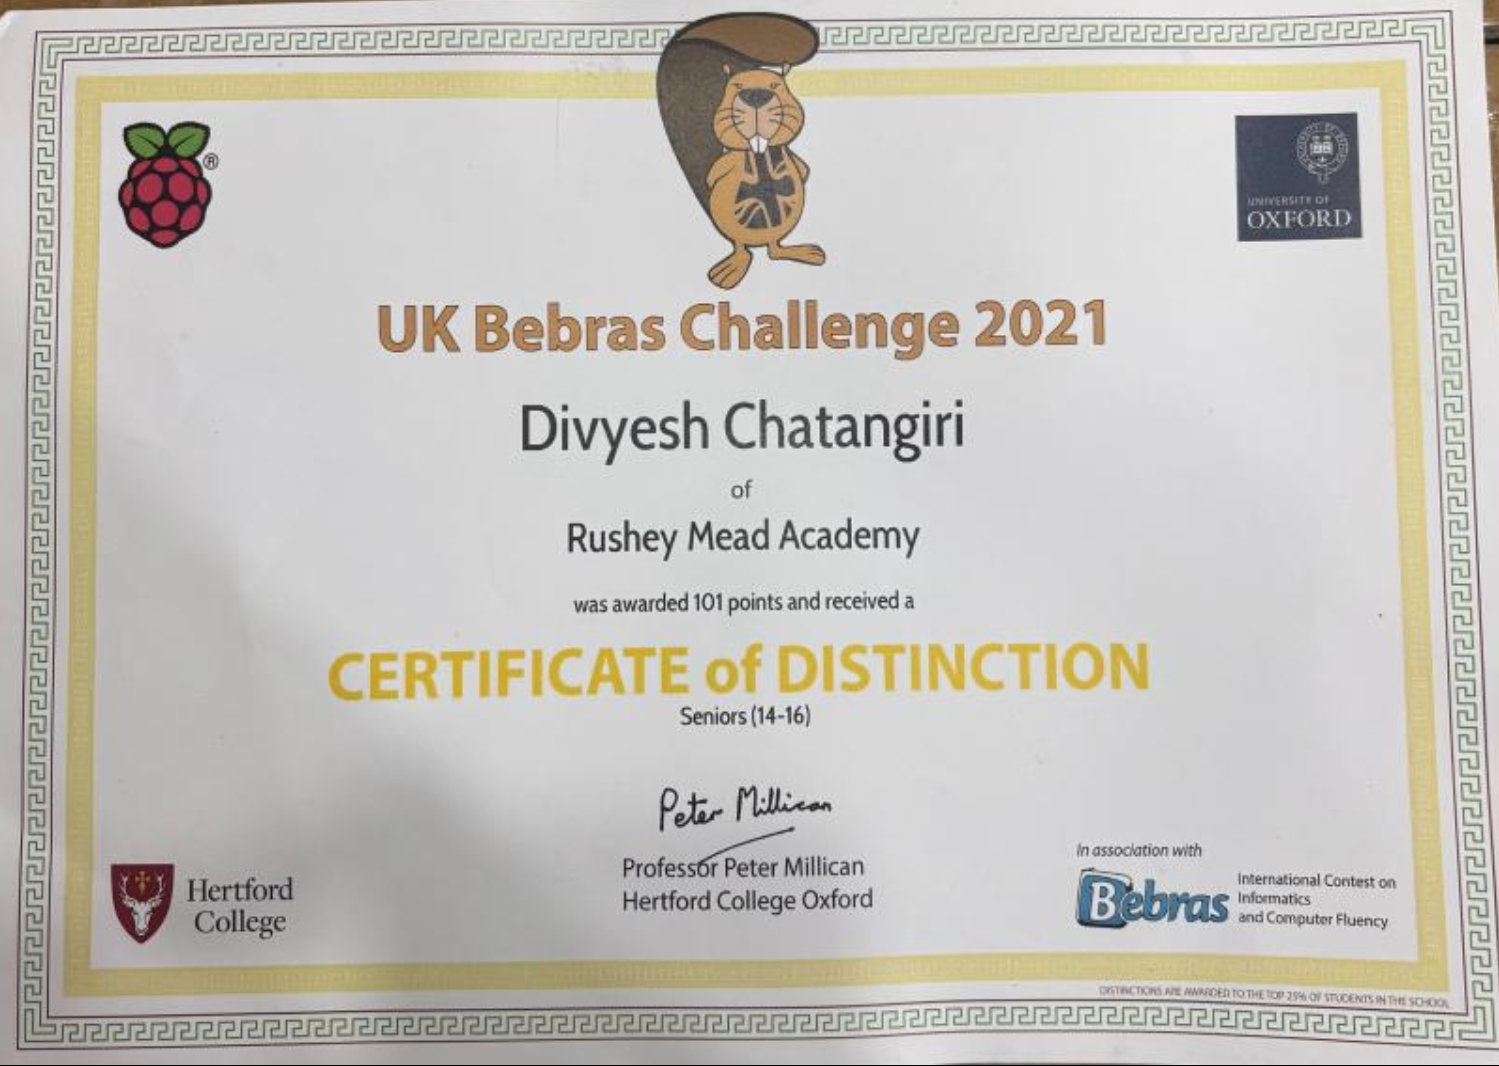 ®
UNIVERSITY OF
OXFORD
UK Bebras Challenge 2021
Divyesh Chatangiri
of
Rushey Mead Academy
was awarded 101 points and received a
CERTIFICATE of DISTINCTION
Seniors (14-16)
Peter Millican
Professor Peter Millican
Hertford College Oxford
Hertford
College
In association with
Bebras
International Contest on
Informatics
and Computer Fluency
DISTINCTIONS ARE AWARDED TO THE TOP 25% OF STUDENTS IN THE SCHOOL